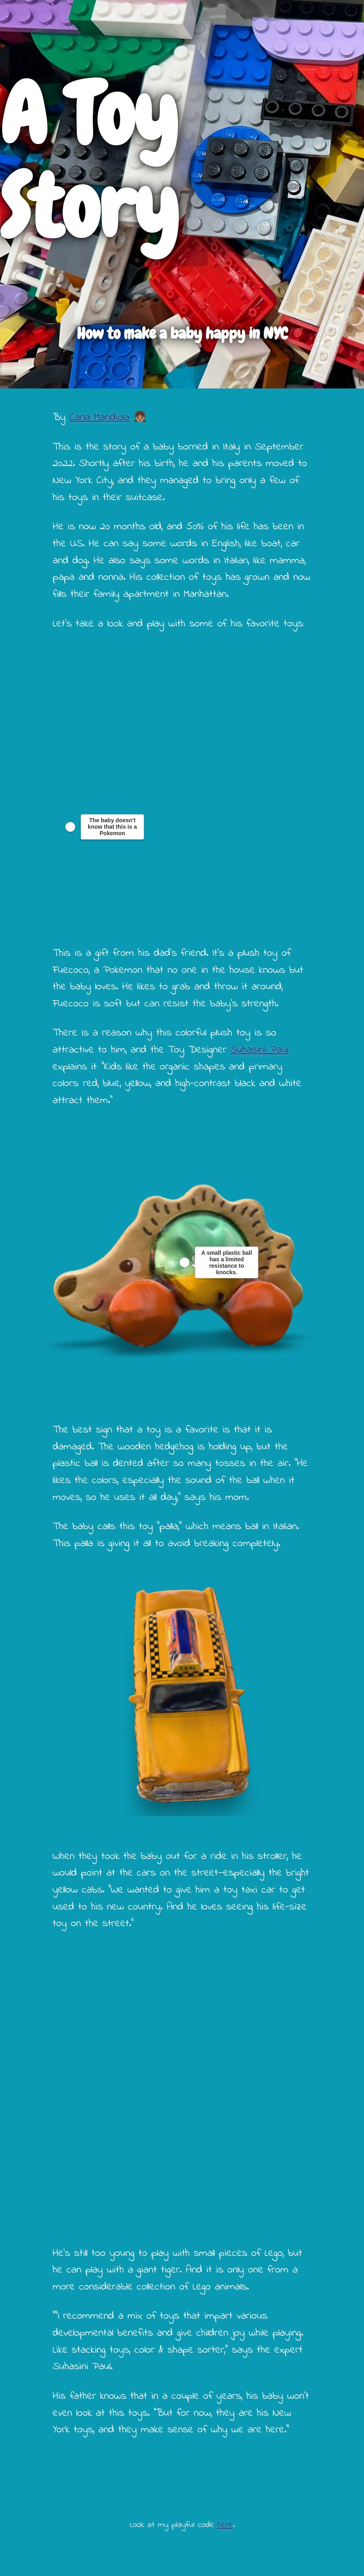 A Toy
Story
How to make a baby happy in NYC
By Carla Mandiola
This is the story of a baby borned in Italy in September
2022. Shortly after his birth, he and his parents moved to
New York City, and they managed to bring only a few of
his toys in their suitcase.
He is now 20 months old, and 50% of his life has been in
the U.S. He can say some words in English, like boat, car
and dog. He also says some words in Italian, like mamma,
papa and nonna. His collection of toys has grown and now
fills their family apartment in Manhattan.
Let's take a look and play with some of his favorite toys:
The baby doesn't
know that this is a
Pokemon
This is a gift from his dad's friend. It's a plush toy of
Fuecoco, a Pokemon that no one in the house knows but
the baby loves. He likes to grab and throw it around;
Fuecoco is soft but can resist the baby's strength.
There is a reason why this colorful plush toy is so
attractive to him, and the Toy Designer Suhasini Paul
explains it "Kids like the organic shapes and primary
colors: red, blue, yellow, and high-contrast black and white
attract them."
A small plastic ball
has a limited
resistance to
knocks.
The best sign that a toy is a favorite is that it is
damaged. The wooden hedgehog is holding up, but the
plastic ball is dented after so many tosses in the air. "He
likes the colors, especially the sound of the ball when it
moves, so he uses it all day," says his mom.
The baby calls this toy "palla," which means ball in Italian.
This palla is giving it all to avoid breaking completely.
TAXI
When they took the baby out for a ride in his stroller, he
would point at the cars on the street—especially the bright
yellow cabs. "We wanted to give him a toy taxi car to get
used to his new country. And he loves seeing his life-size
toy on the street."
He's still too young to play with small pieces of Lego, but
he can play with a giant tiger. And it is only one from a
more considerable collection of Lego animals.
"I recommend a mix of toys that impart various
developmental benefits and give children joy while playing.
Like stacking toys, color & shape sorter," says the expert
Suhasini Paul.
His father knows that in a couple of years, his baby won't
even look at this toys. "But for now, they are his New
York toys, and they make sense of why we are here."
Look at my playful code here.